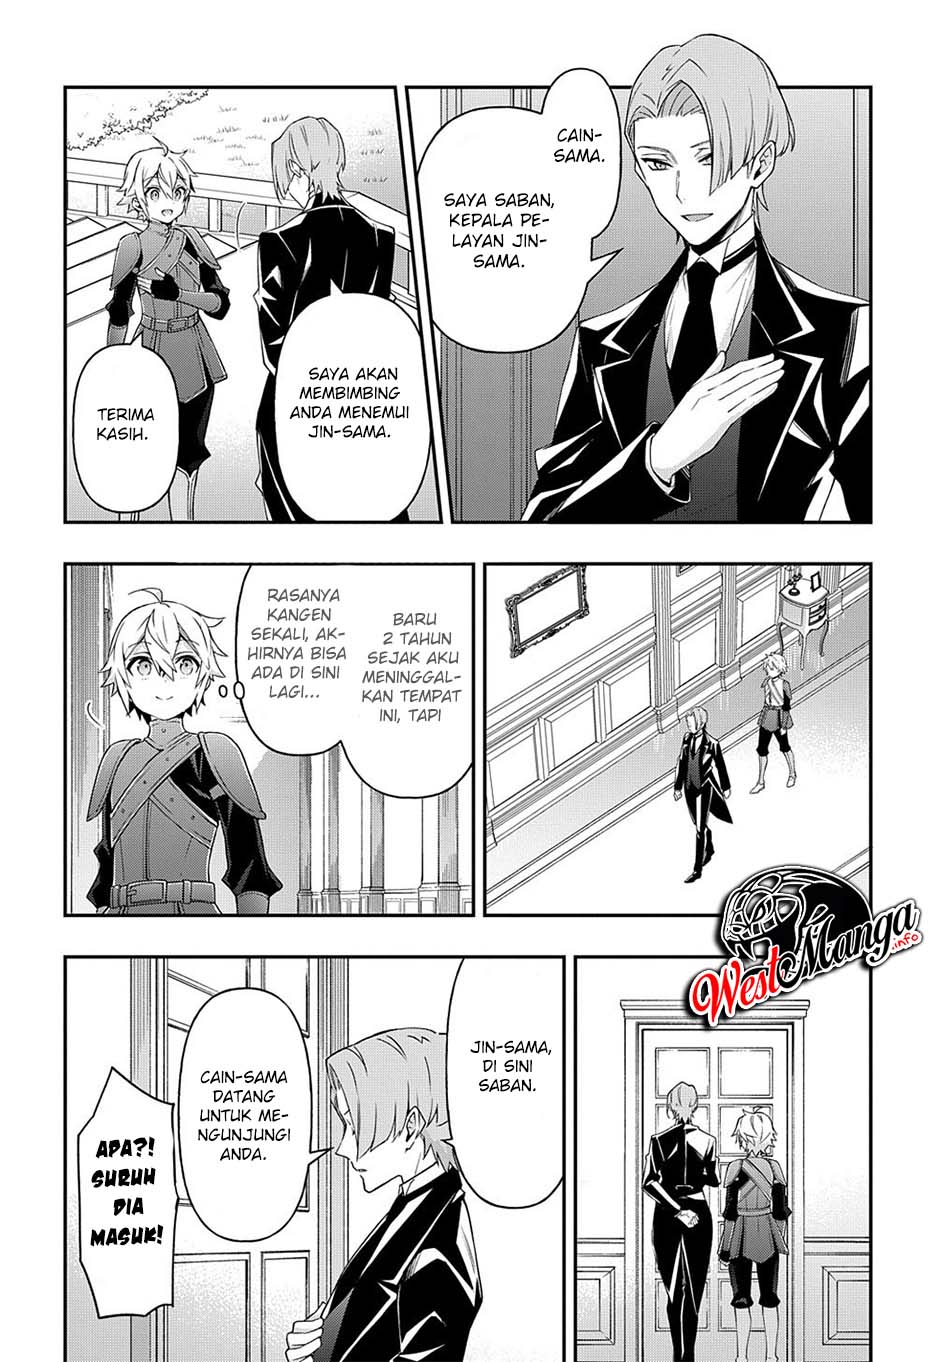 CAIN-
SAMA.
SAYA SABAN,
KEPALA PE-
LAYAN JIN-
SAMA.
SAYA AKAN
MEMBIMBING
ANDA MENEMUI
JIN-SAMA.
TERIMA
KASIH.
BARU
2 TAHUN
SEJAK AKU
MENINGGAL-
KAN TEMPAT
INI, TAPI
RASANYA
KANGEN
SEKALI, AK-
HIRNYA BISA
ADA DI SINI
LAGI...
WestManga
.info
JIN-SAMA,
DI SINI
SABAN.
CAIN-SAMA
DATANG
UNTUK ME-
NGUNJUNGI
ANDA.
APA?!
SURUH
DIA
MASUK!